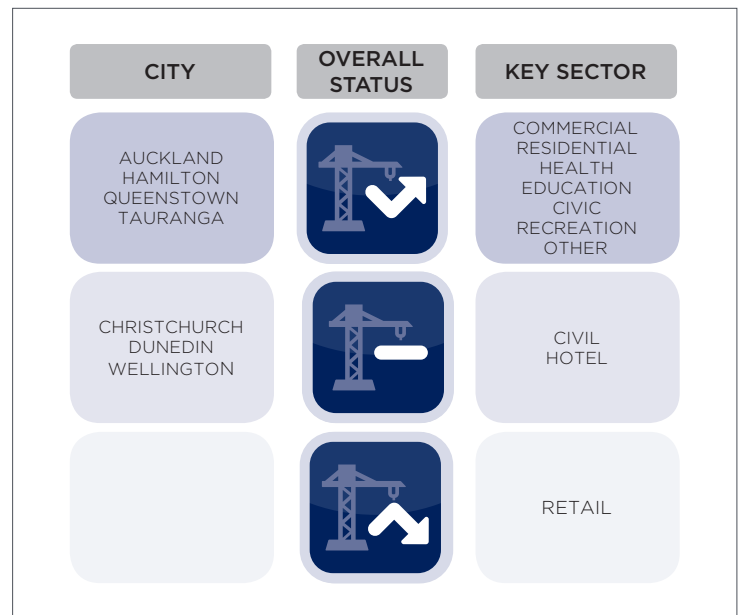 CITY
OVERALL
STATUS
KEY SECTOR
AUCKLAND
HAMILTON
QUEENSTOWN
TAURANGA
COMMERCIAL
RESIDENTIAL
HEALTH
EDUCATION
CIVIC
RECREATION
OTHER
CHRISTCHURCH
DUNEDIN
WELLINGTON
CIVIL
HOTEL
RETAIL